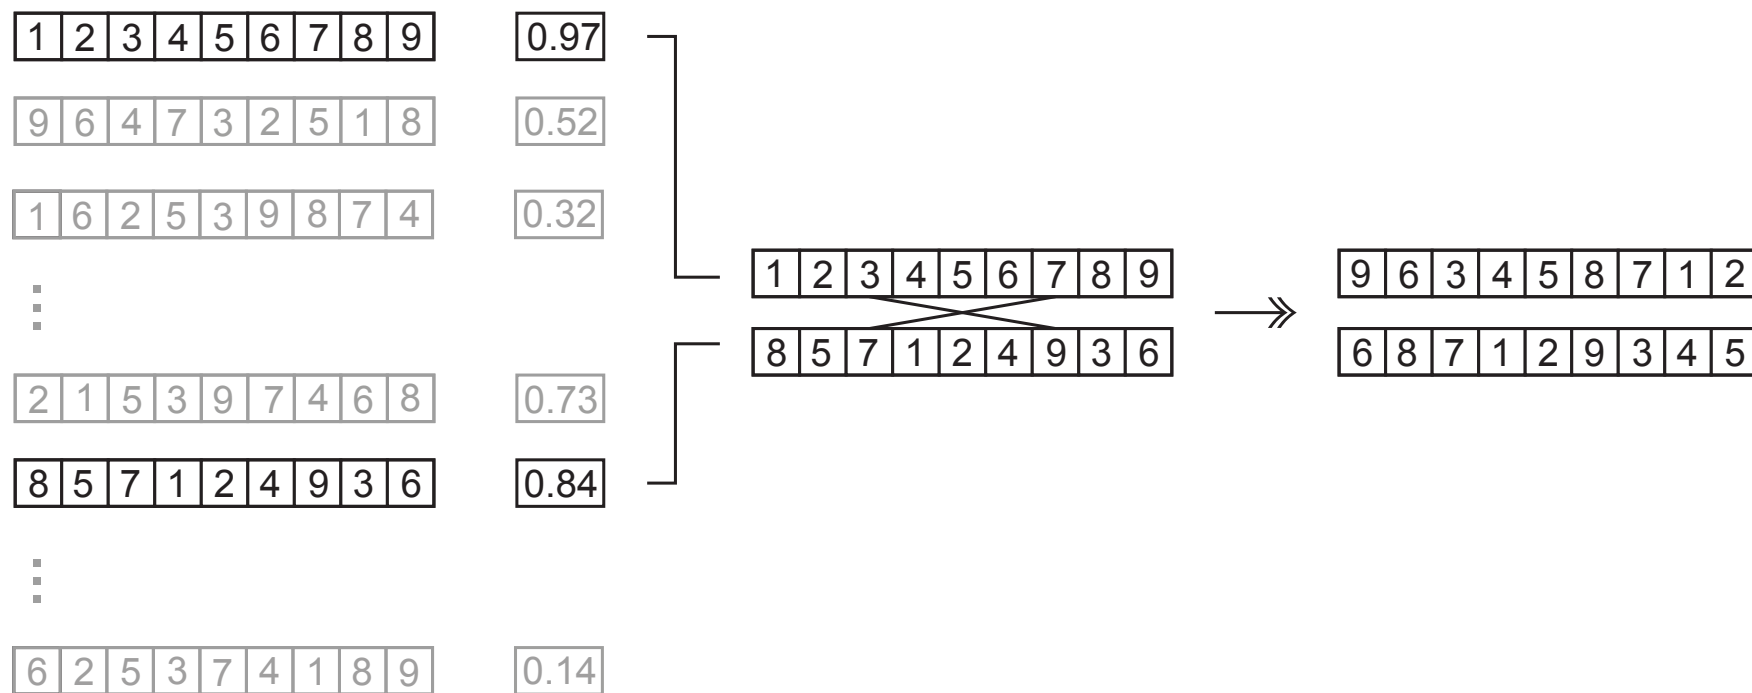 1 2 3 4 5 6 7 8 9 0.97
9 6 4 7 3 2 5 1 8 0.52
1 6 2 5 3 9 8 7 4 0.32
1 2 3 4 5 6 7 8 9 9 6 3 4 5 8 7 1 2
8 5 7 1 2 4 9 3 6 6 8 7 1 2 9 3 4 5
2 1 5 3 9 7 4 6 8 0.73
8 5 7 1 2 4 9 3 6 0.84
6 2 5 3 7 4 1 8 9 0.14